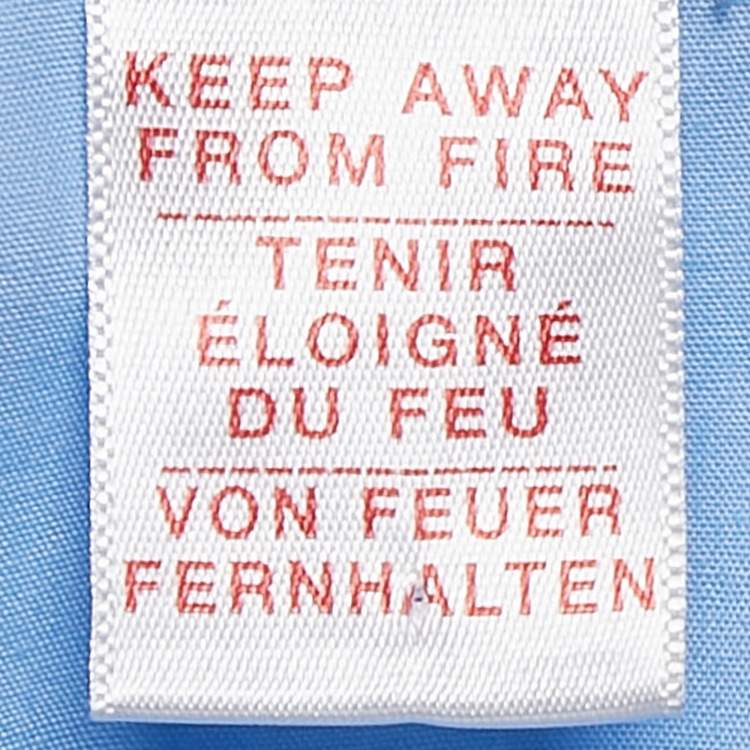 KEEP AWAY
FROM FIRE
TENIR
ÉLOIGNÉ
DU FEU
VON FEUER
FERNHALTEN